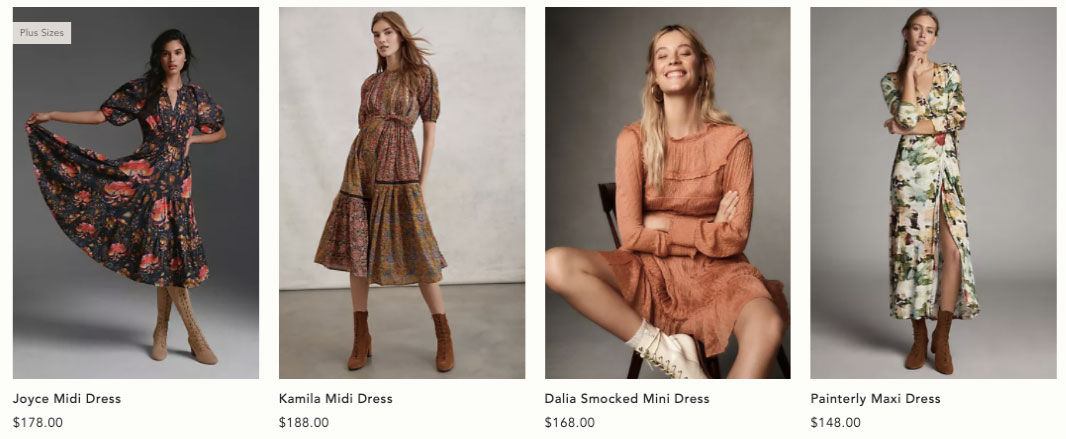 Plus Sizes
Joyce Midi Dress
$178.00
Kamila Midi Dress
$188.00
Dalia Smocked Mini Dress
$168.00
Painterly Maxi Dress
$148.00